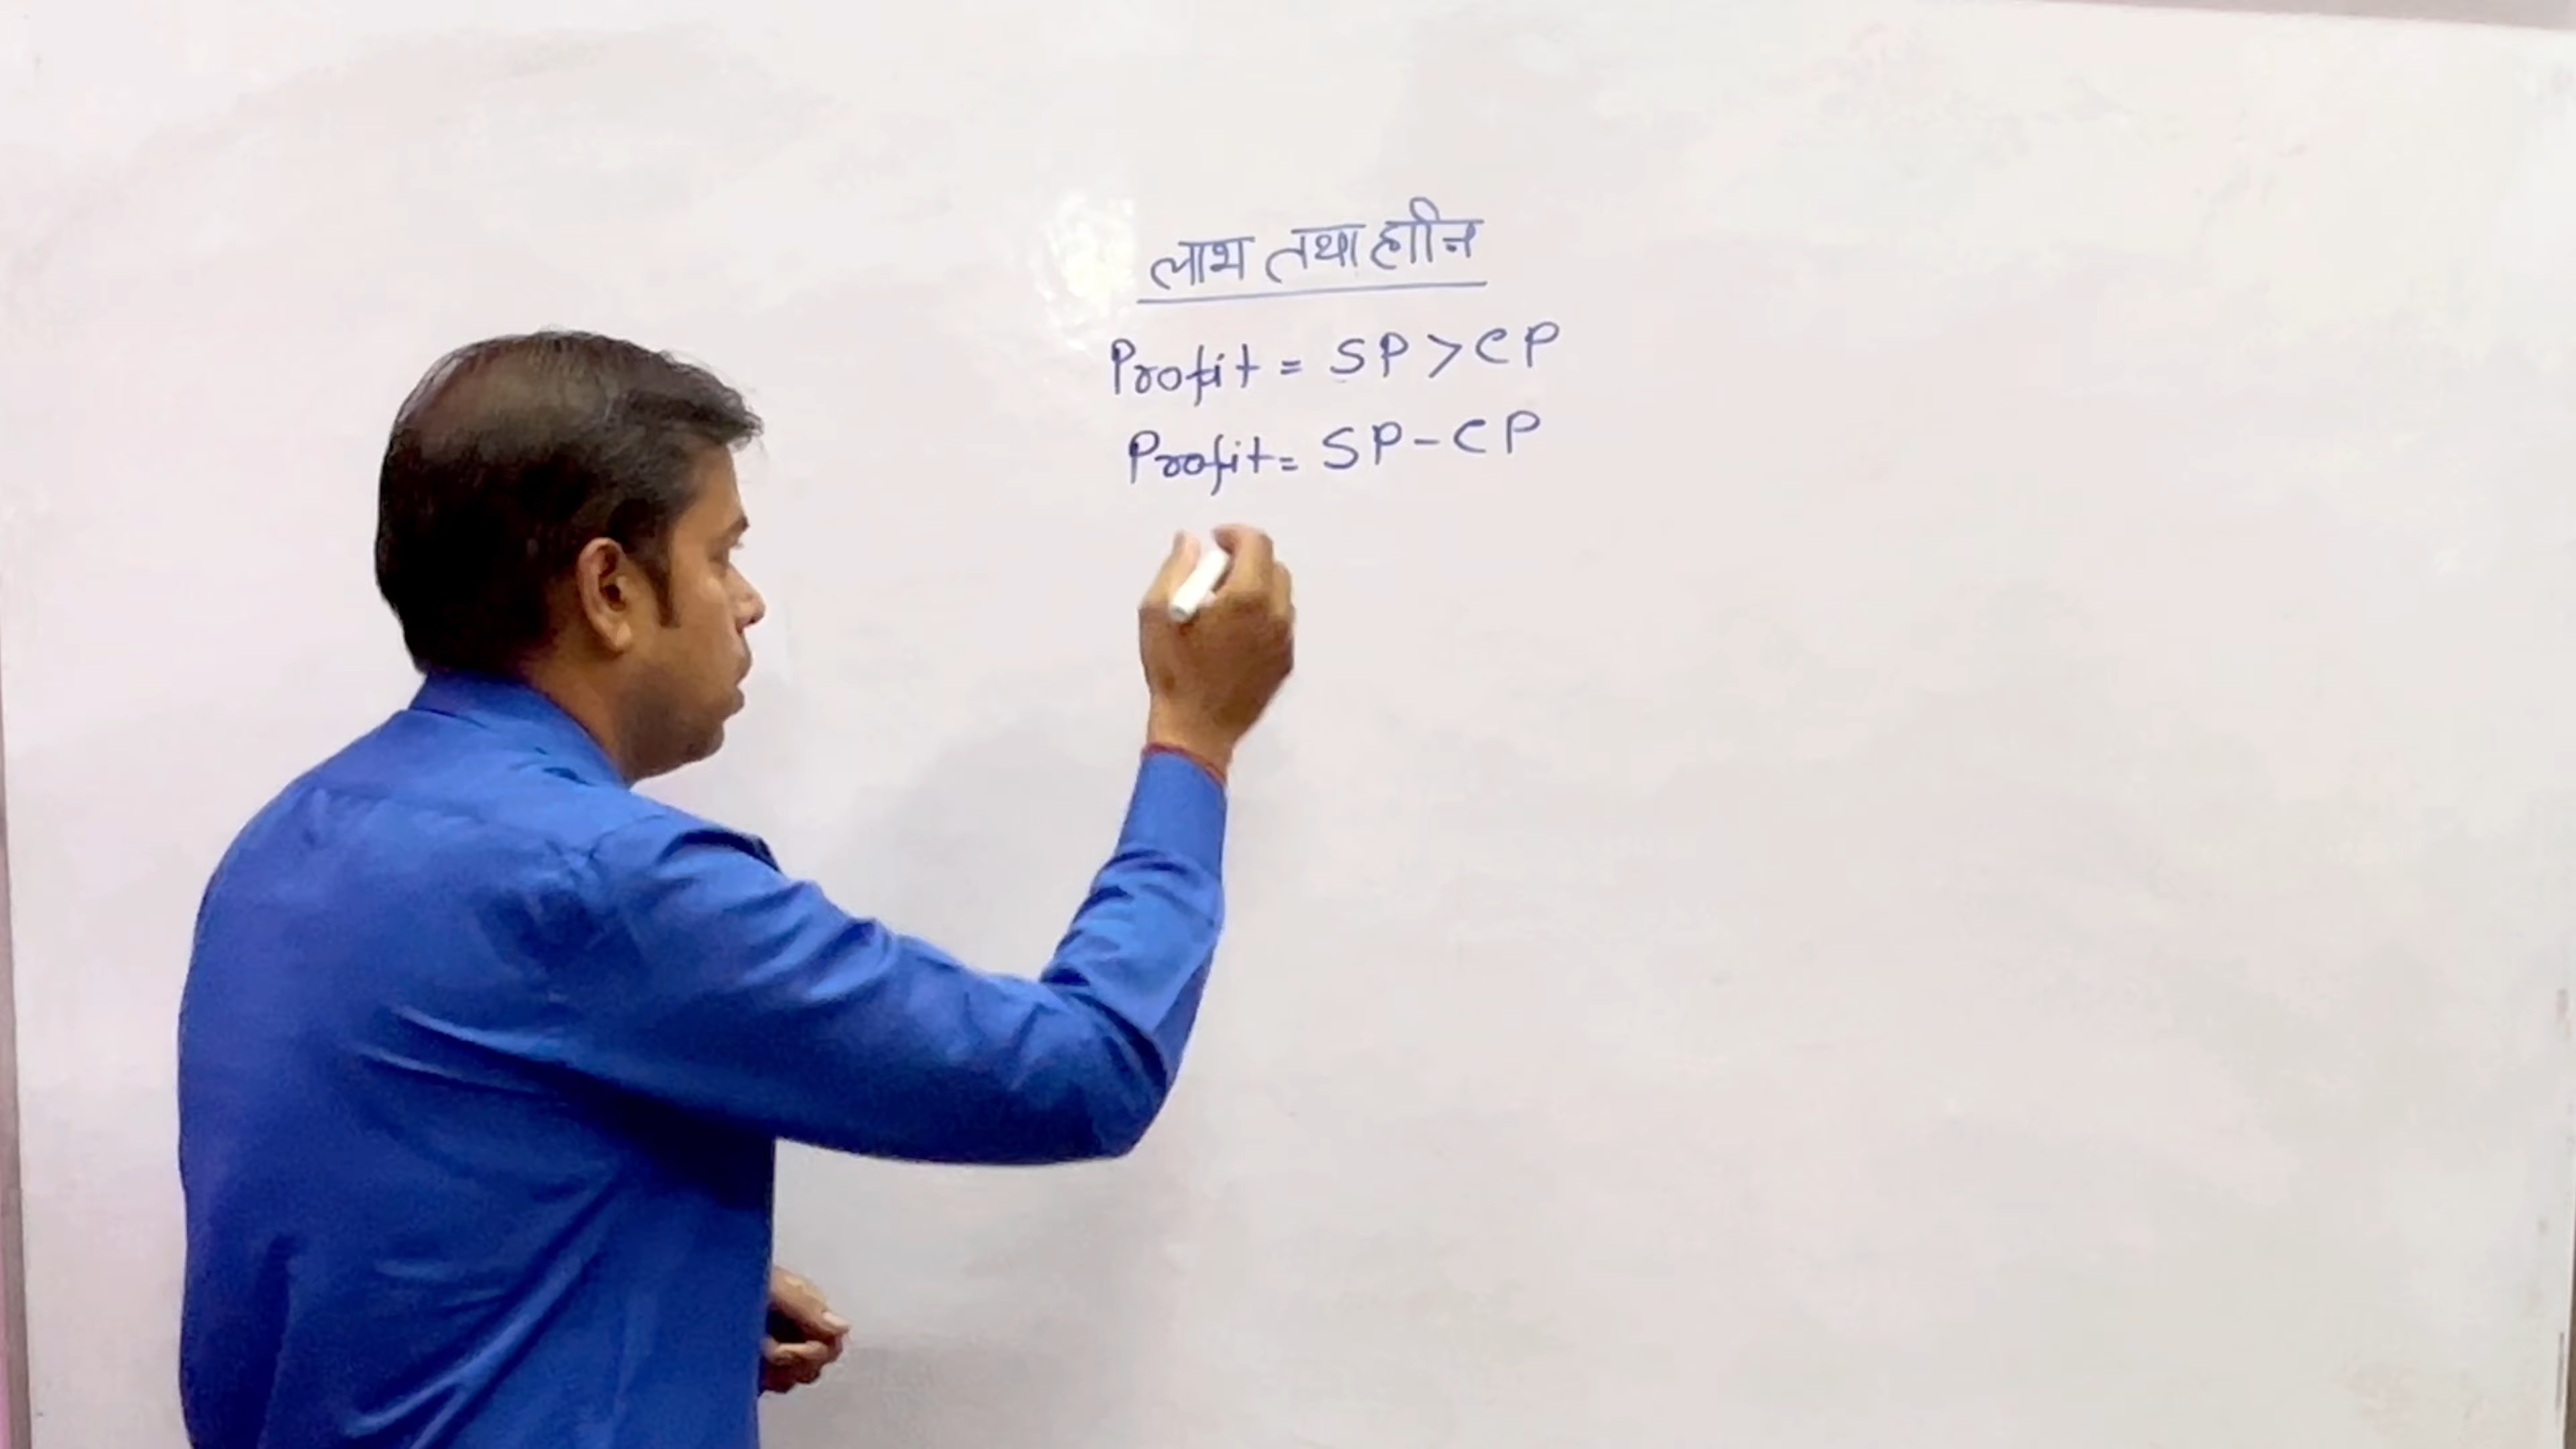 लाभ तथा हानि
Profit = SP > CP
Profit = SP - CP